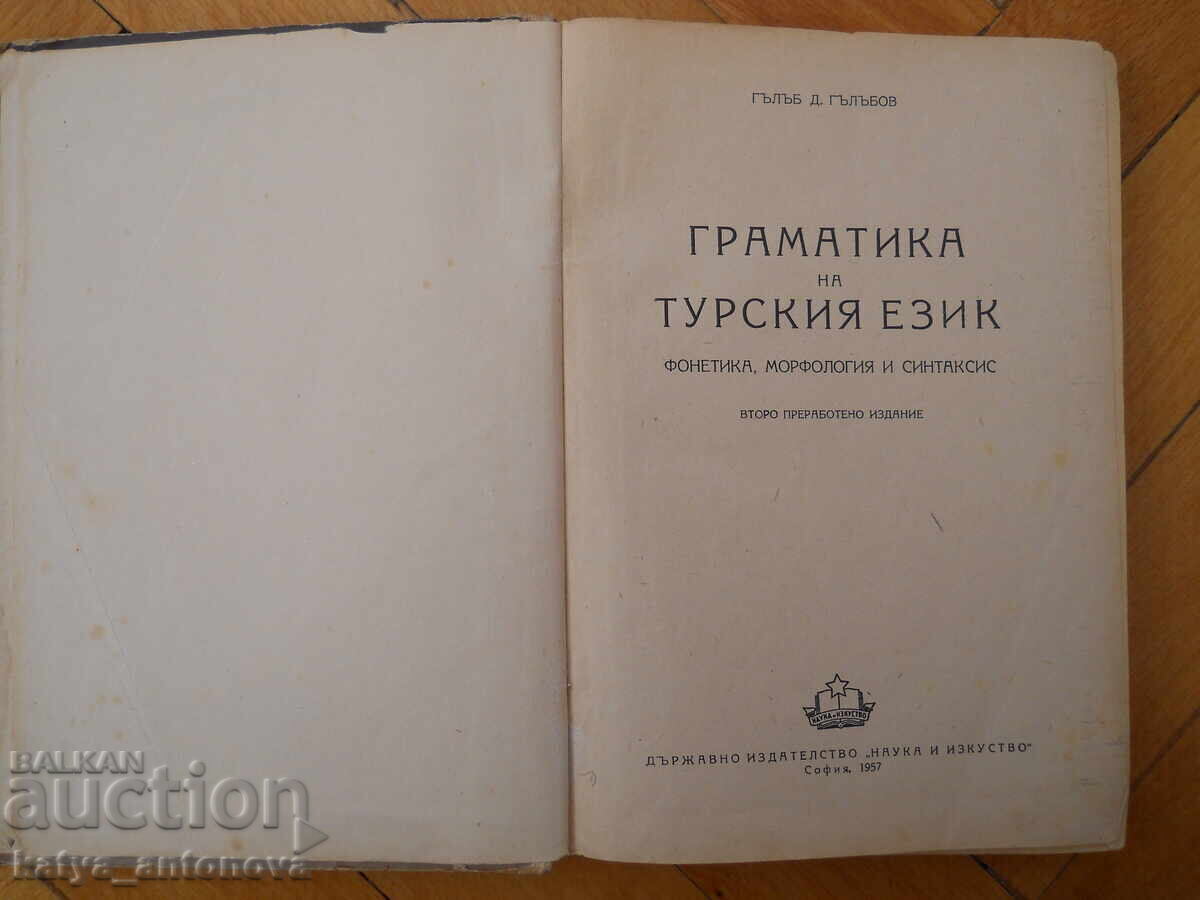 ГЪЛЪБ Д. ГЪЛЪБОВ
ГРАМАТИКА
НА
ТУРСКИЯ ЕЗИК
ФОНЕТИКА, МОРФОЛОГИЯ И СИНТАКСИС
ВТОРО ПРЕРАБОТЕНО ИЗДАНИЕ
НАУКА и ИЗКУСТВО
ДЪРЖАВНО ИЗДАТЕЛСТВО „НАУКА И ИЗКУСТВО"
София, 1957
BALKAN
auction
katya_antonova